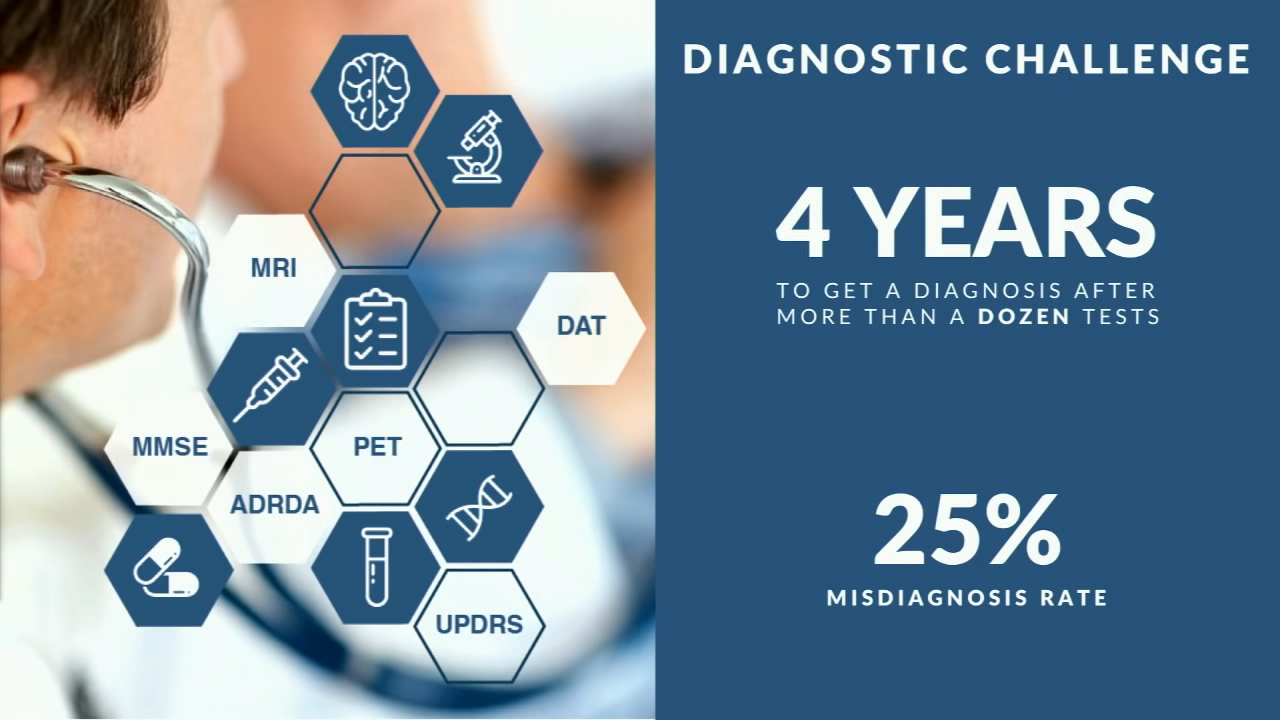 DIAGNOSTIC CHALLENGE
4 YEARS
TO GET A DIAGNOSIS AFTER
MORE THAN A DOZEN TESTS
25%
MISDIAGNOSIS RATE
MRI
DAT
MMSE
PET
ADRDA
UPDRS